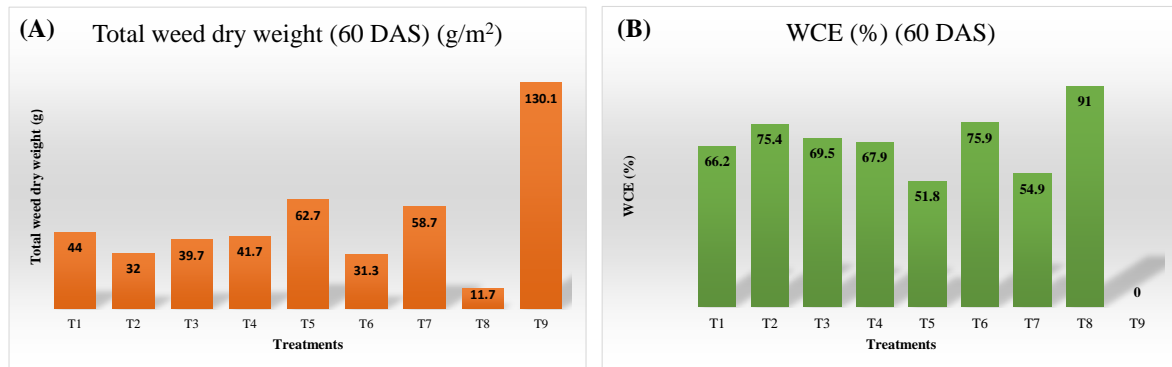 (A)
Total weed dry weight (60 DAS) (g/m²)
Total weed dry weight (g)
44
32
39.7
41.7
62.7
31.3
58.7
11.7
130.1
T1 T2 T3 T4 T5 T6 T7 T8 T9
Treatments
(B)
WCE (%) (60 DAS)
WCE (%)
66.2
75.4
69.5
67.9
51.8
75.9
54.9
91
0
T1 T2 T3 T4 T5 T6 T7 T8 T9
Treatments